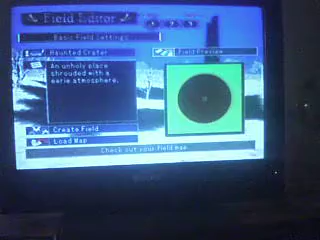 Field Editor
Basic Field Settings
Haunted Crater
Field Preview
An unholy place
shrouded with a
eerie atmosphere.
Create Field
Load Map
Check out your field map.